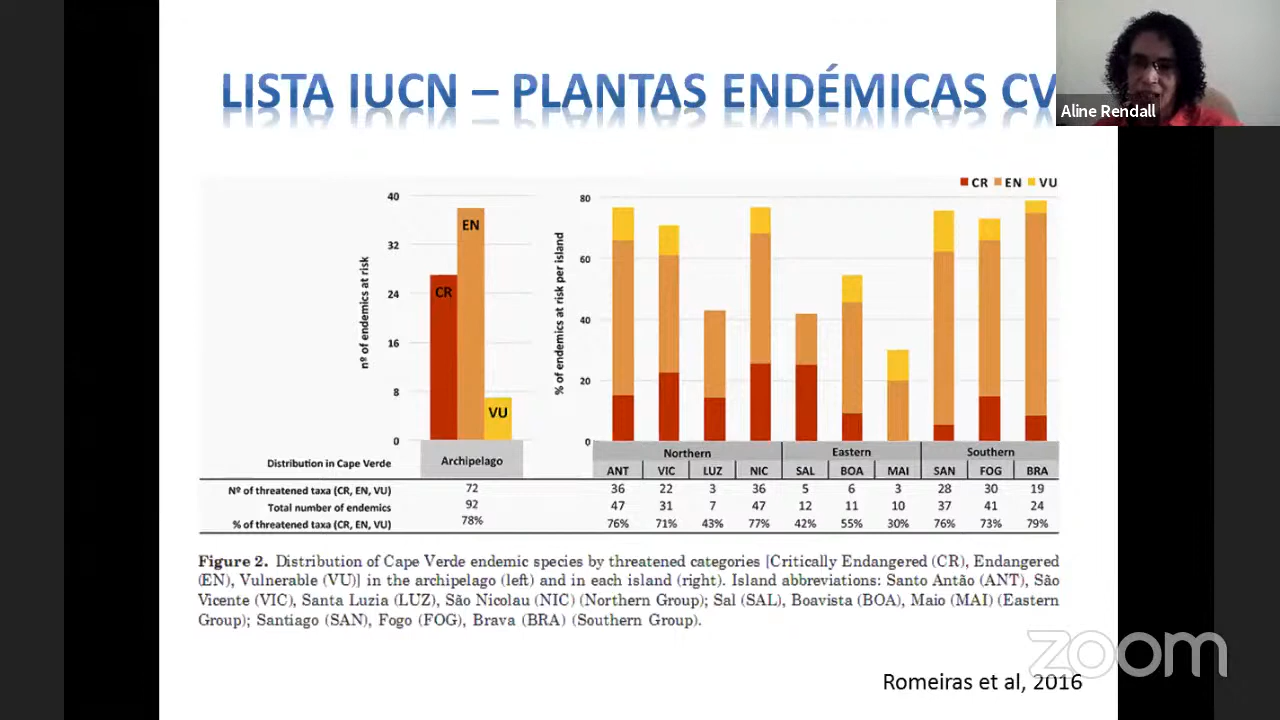 LISTA IUCN – PLANTAS ENDÉMICAS CV
Aline Rendall
CR EN VU
40
32
24
16
8
0
nº of endemics at risk
CR
EN
VU
80
60
40
20
0
% of endemics at risk per island
Distribution in Cape Verde
Archipelago
Northern Eastern Southern
ANT VIC LUZ NIC SAL BOA MAI SAN FOG BRA
Nº of threatened taxa (CR, EN, VU) 72 36 22 3 36 5 6 3 28 30 19
Total number of endemics 92 47 31 7 47 12 11 10 37 41 24
% of threatened taxa (CR, EN, VU) 78% 76% 71% 43% 77% 42% 55% 30% 76% 73% 79%
Figure 2. Distribution of Cape Verde endemic species by threatened categories [Critically Endangered (CR), Endangered
(EN), Vulnerable (VU)] in the archipelago (left) and in each island (right). Island abbreviations: Santo Antão (ANT), São
Vicente (VIC), Santa Luzia (LUZ), São Nicolau (NIC) (Northern Group); Sal (SAL), Boavista (BOA), Maio (MAI) (Eastern
Group); Santiago (SAN), Fogo (FOG), Brava (BRA) (Southern Group).
zoom
Romeiras et al, 2016